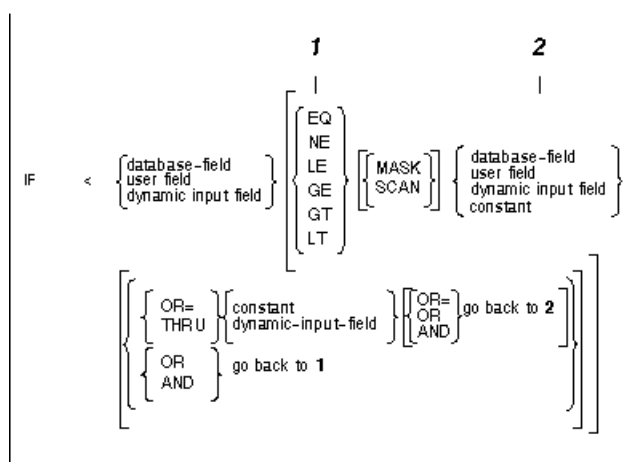 1 2
EQ
NE
LE
GE
GT
LT
IF <
database-field
user field
dynamic input field
MASK
SCAN
database-field
user field
dynamic input field
constant
OR=
THRU
constant
dynamic-input-field
OR=
OR
AND
go back to 2
OR
AND
go back to 1